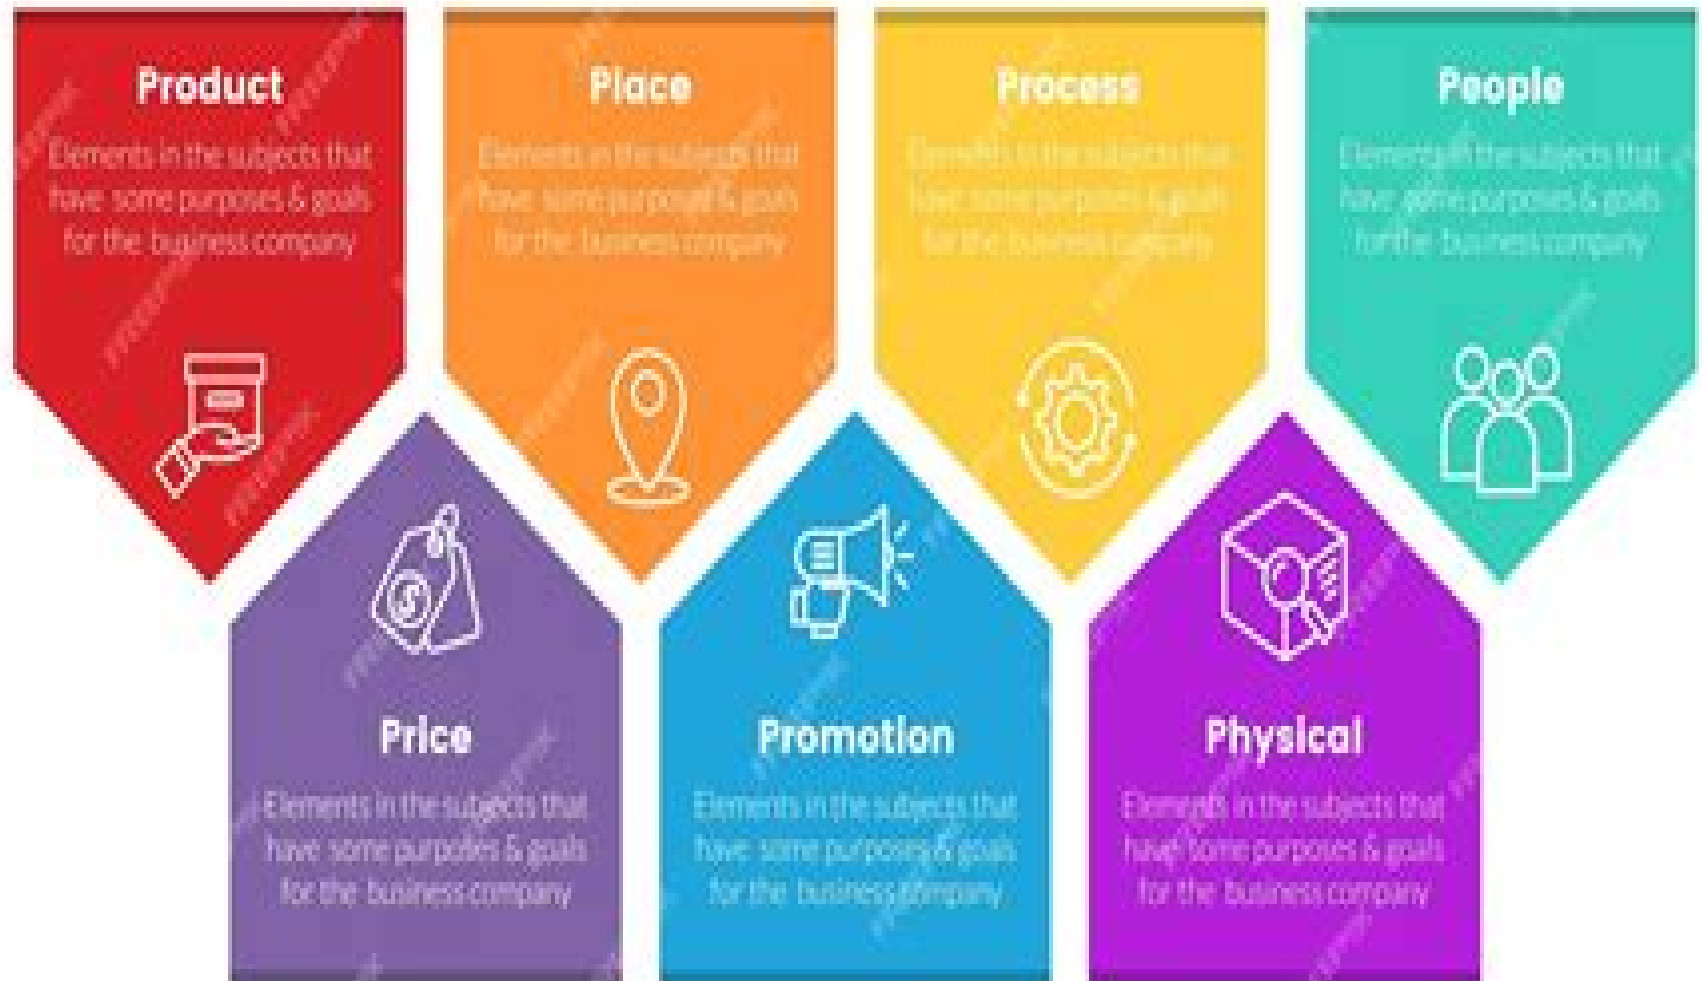 Product
Elements in the subjects that
have some purposes & goals
for the business company
Place
Elements in the subjects that
have some purposes & goals
for the business company
Process
Elements in the subjects that
have some purposes & goals
for the business company
People
Elements in the subjects that
have some purposes & goals
for the business company
$
Price
Elements in the subjects that
have some purposes & goals
for the business company
Promotion
Elements in the subjects that
have some purposes & goals
for the business company
Physical
Elements in the subjects that
have some purposes & goals
for the business company